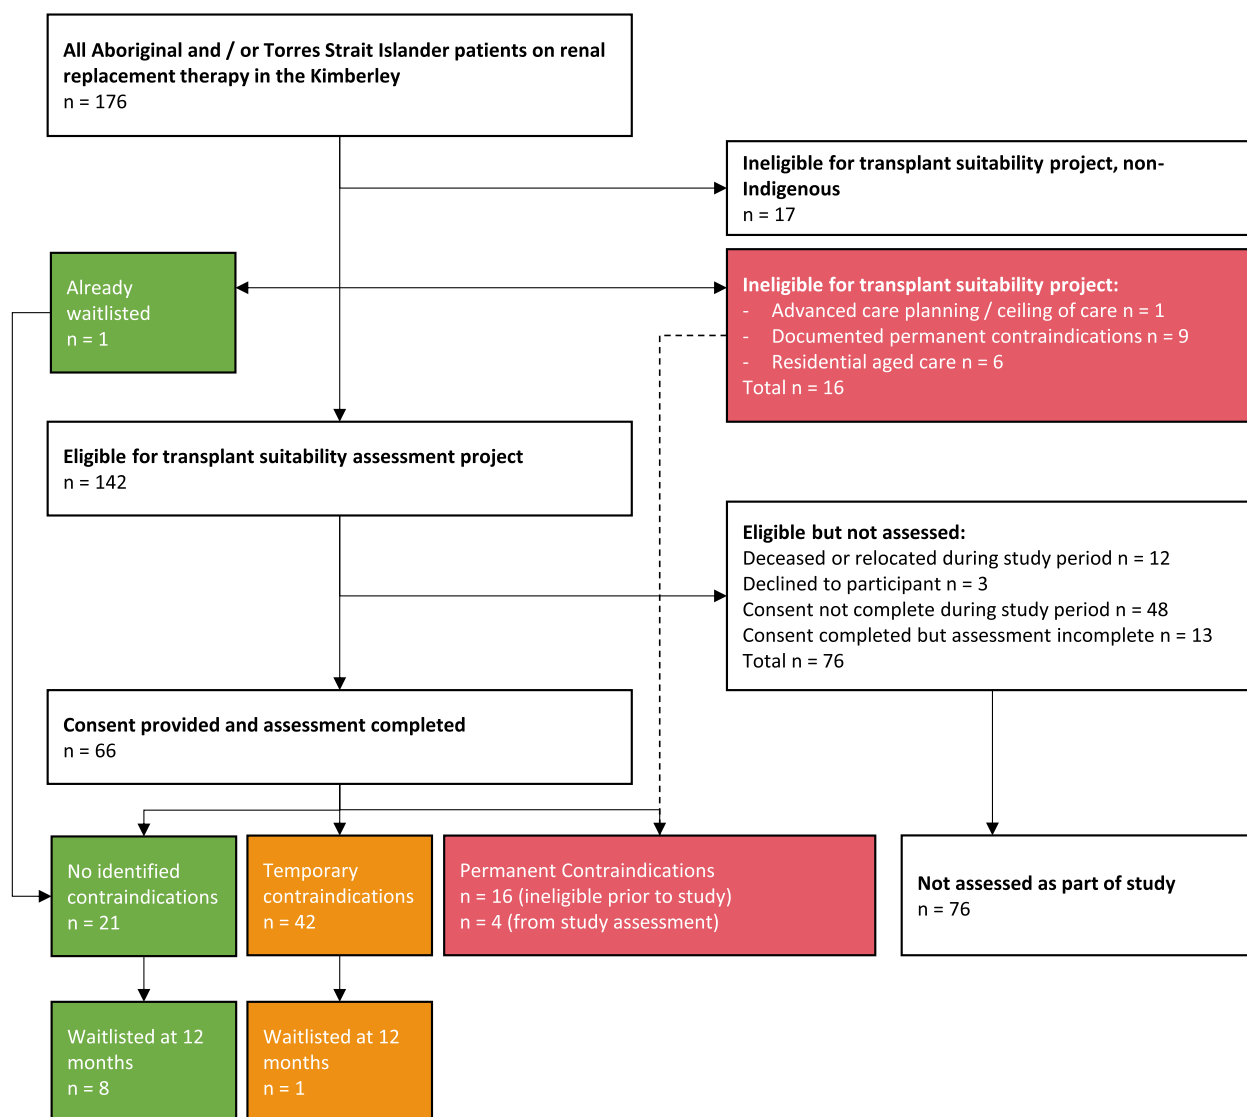 All Aboriginal and / or Torres Strait Islander patients on renal
replacement therapy in the Kimberley
n = 176
Ineligible for transplant suitability project, non-
Indigenous
n = 17
Already
waitlisted
n = 1
Ineligible for transplant suitability project:
- Advanced care planning / ceiling of care n = 1
- Documented permanent contraindications n = 9
- Residential aged care n = 6
Total n = 16
Eligible for transplant suitability assessment project
n = 142
Eligible but not assessed:
Deceased or relocated during study period n = 12
Declined to participant n = 3
Consent not complete during study period n = 48
Consent completed but assessment incomplete n = 13
Total n = 76
Consent provided and assessment completed
n = 66
No identified
contraindications
n = 21
Temporary
contraindications
n = 42
Permanent Contraindications
n = 16 (ineligible prior to study)
n = 4 (from study assessment)
Not assessed as part of study
n = 76
Waitlisted at 12
months
n = 8
Waitlisted at 12
months
n = 1